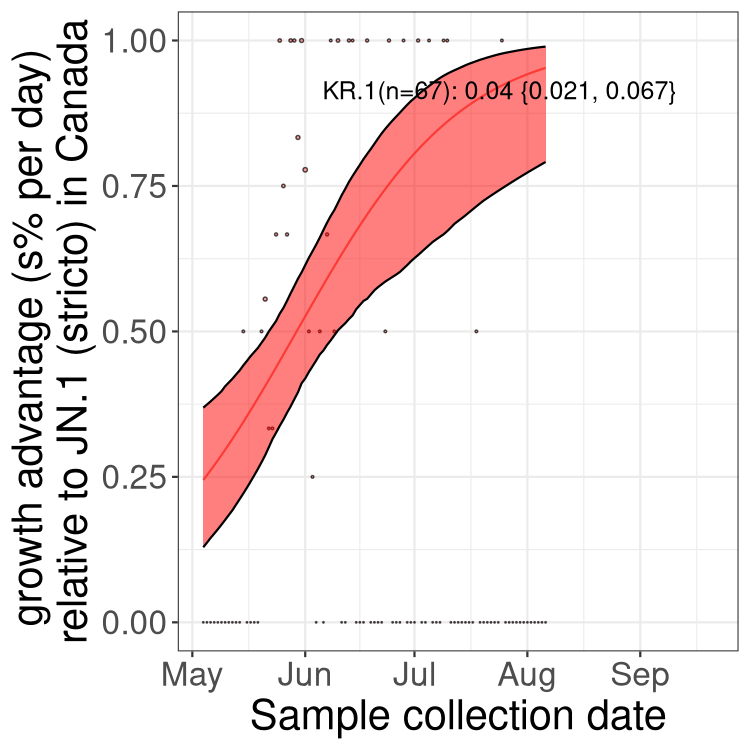 growth advantage (s% per day)
relative to JN.1 (stricto) in Canada
1.00
0.75
0.50
0.25
0.00
KR.1(n=67): 0.04 {0.021, 0.067}
May Jun Jul Aug Sep
Sample collection date